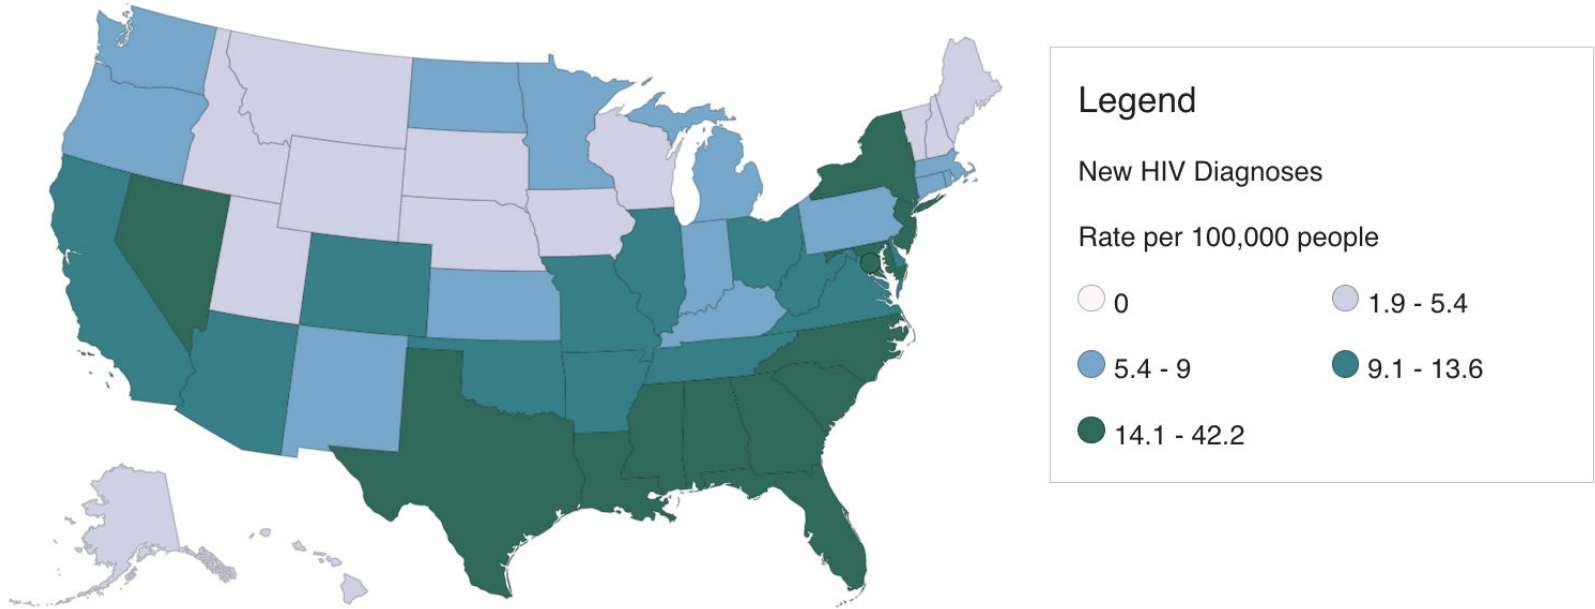 Legend
New HIV Diagnoses
Rate per 100,000 people
0
1.9 - 5.4
5.4 - 9
9.1 - 13.6
14.1 - 42.2